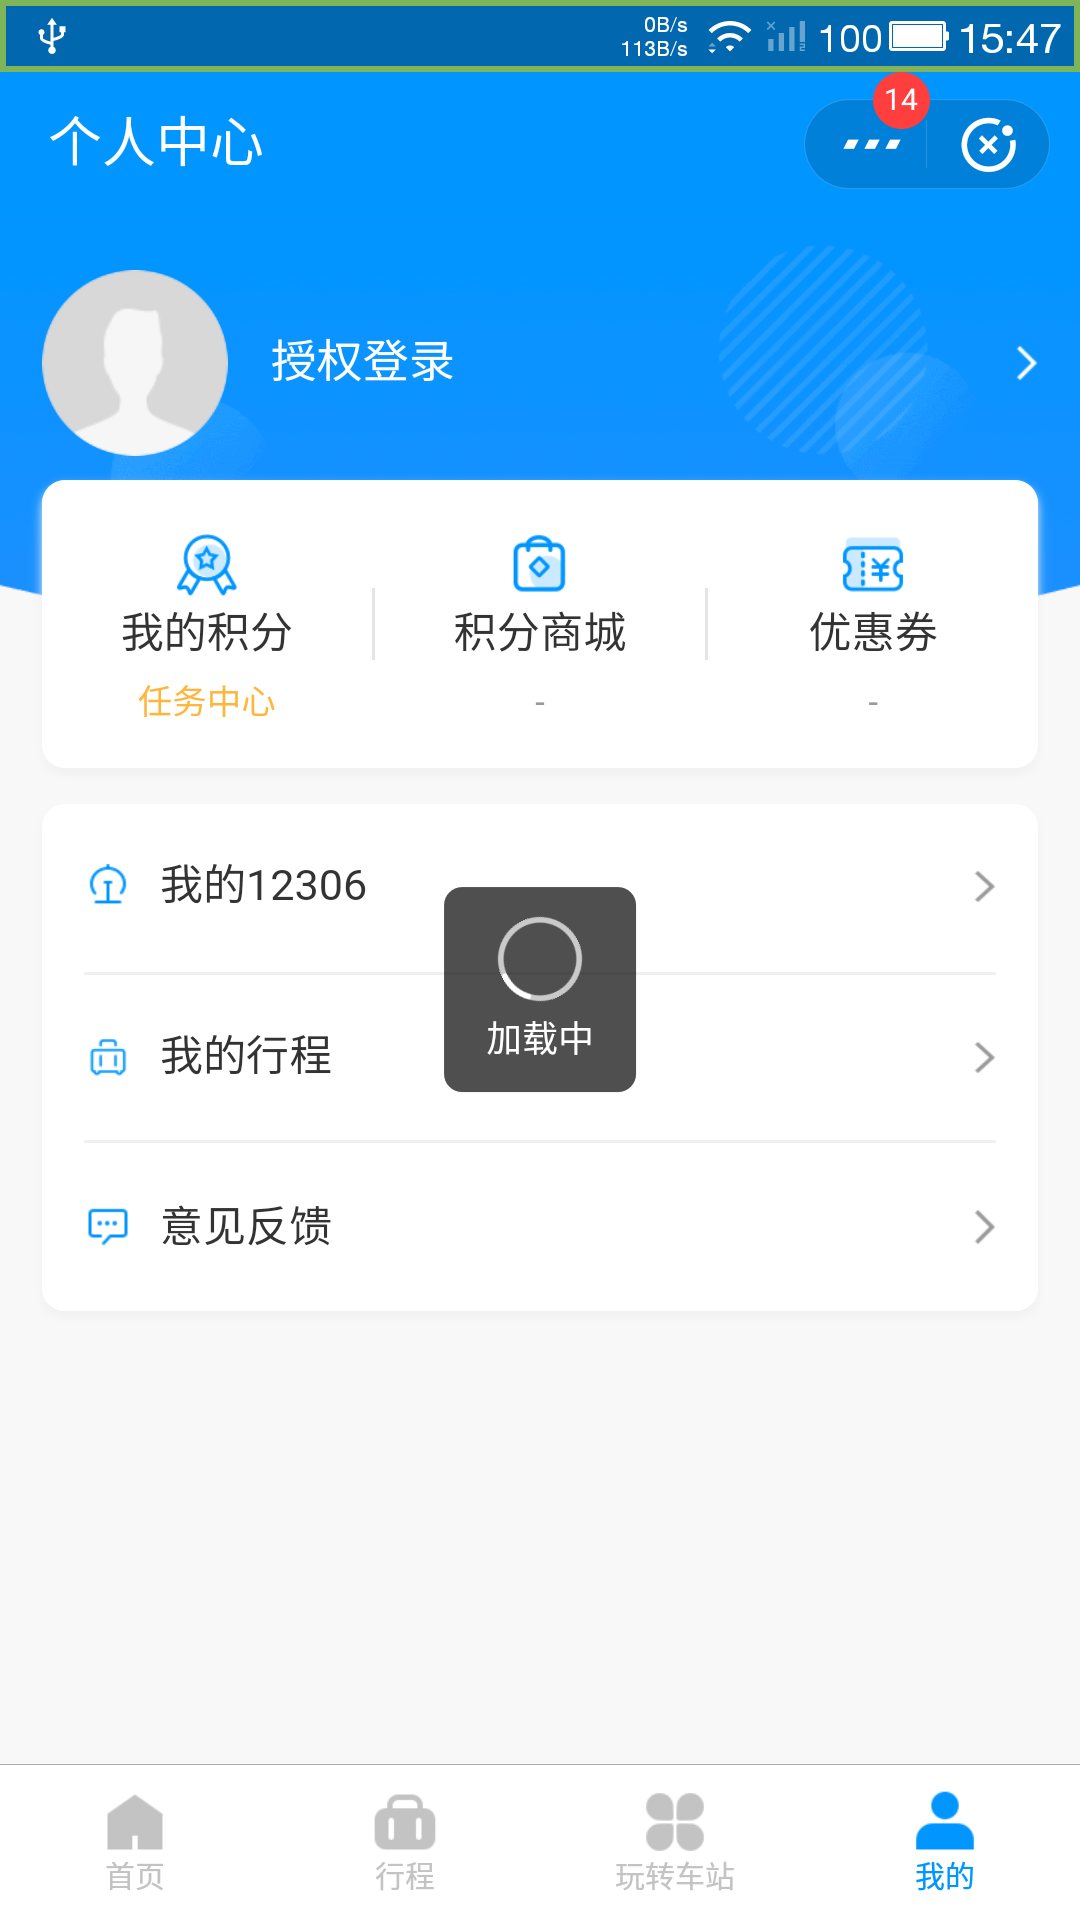 0B/s
113B/s
100
15:47
个人中心
14
授权登录
我的积分
积分商城
优惠券
任务中心
-
-
我的12306
加载中
我的行程
意见反馈
首页
行程
玩转车站
我的